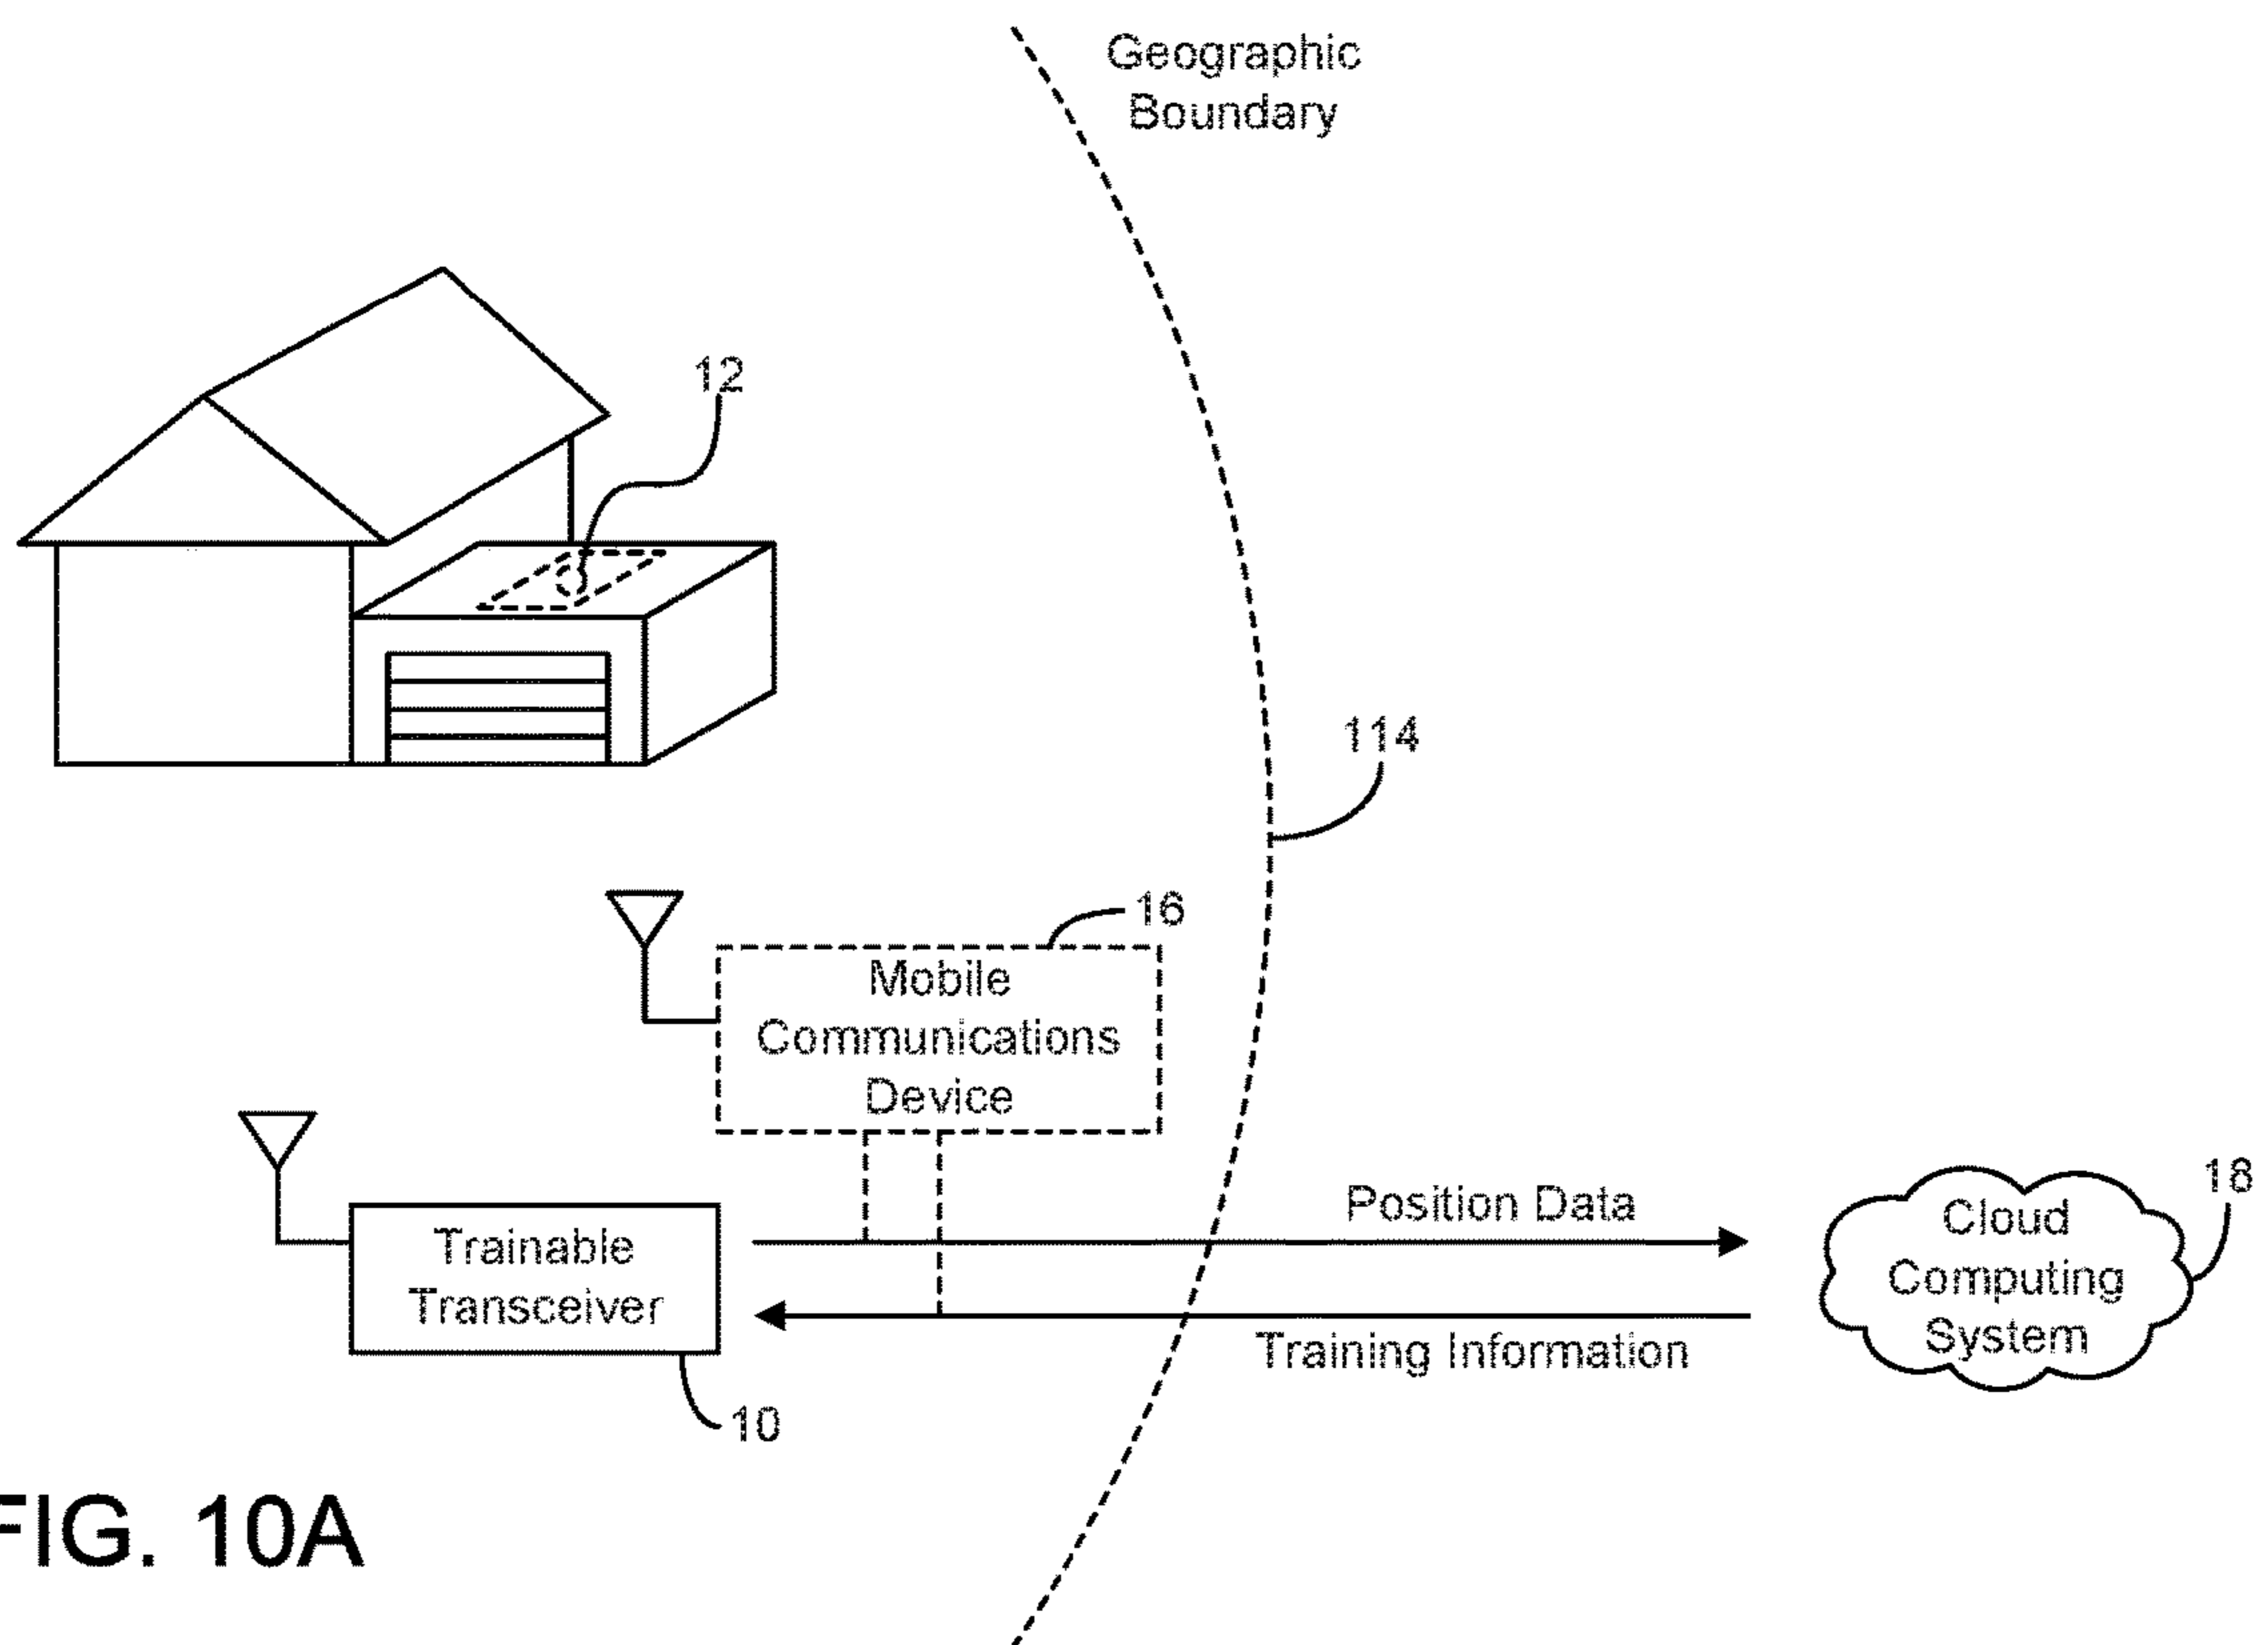 Geographic
Boundary
12
114
16
Mobile
Communications
Device
Position Data
18
Cloud
Computing
System
Trainable
Transceiver
Training Information
10
FIG. 10A